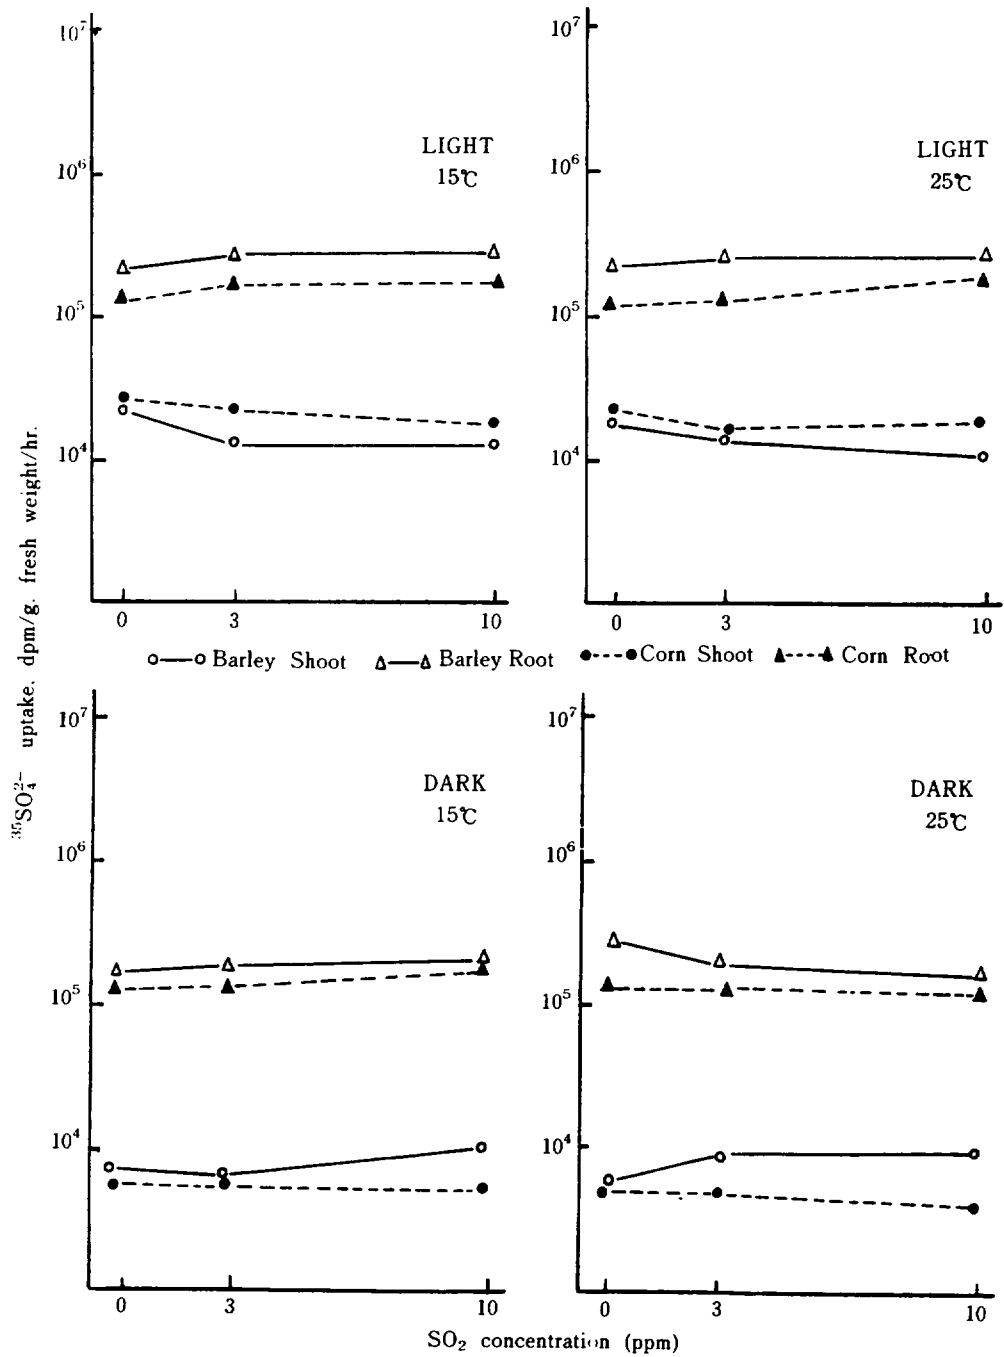 10⁷
10⁶
10⁵
10⁴
LIGHT
15℃
0 3 10
10⁷
10⁶
10⁵
10⁴
LIGHT
25℃
0 3 10
Barley Shoot Barley Root Corn Shoot Corn Root
³⁵SO₄²⁻ uptake, dpm/g. fresh weight/hr.
10⁷
10⁶
10⁵
10⁴
DARK
15℃
0 3 10
10⁷
10⁶
10⁵
10⁴
DARK
25℃
0 3 10
SO₂ concentration (ppm)